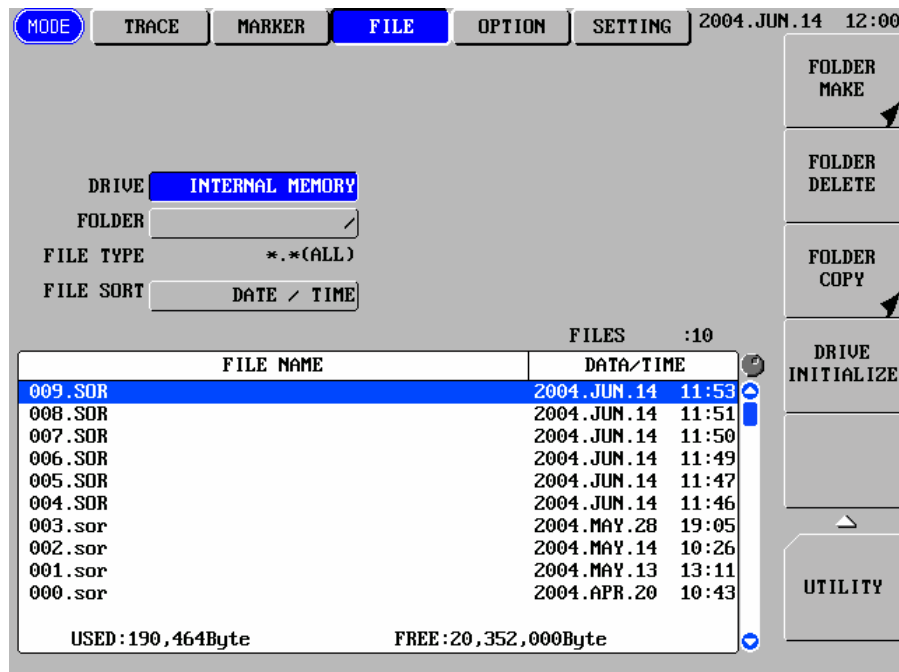 MODE TRACE MARKER FILE OPTION SETTING 2004.JUN.14 12:00
FOLDER
MAKE
FOLDER
DELETE
FOLDER
COPY
DRIVE
INITIALIZE
UTILITY
DRIVE INTERNAL MEMORY
FOLDER /
FILE TYPE *.*(ALL)
FILE SORT DATE / TIME
FILES :10
FILE NAME DATA/TIME
009.SOR 2004.JUN.14 11:53
008.SOR 2004.JUN.14 11:51
007.SOR 2004.JUN.14 11:50
006.SOR 2004.JUN.14 11:49
005.SOR 2004.JUN.14 11:47
004.SOR 2004.JUN.14 11:46
003.sor 2004.MAY.28 19:05
002.sor 2004.MAY.14 10:26
001.sor 2004.MAY.13 13:11
000.sor 2004.APR.20 10:43
USED:190,464Byte FREE:20,352,000Byte